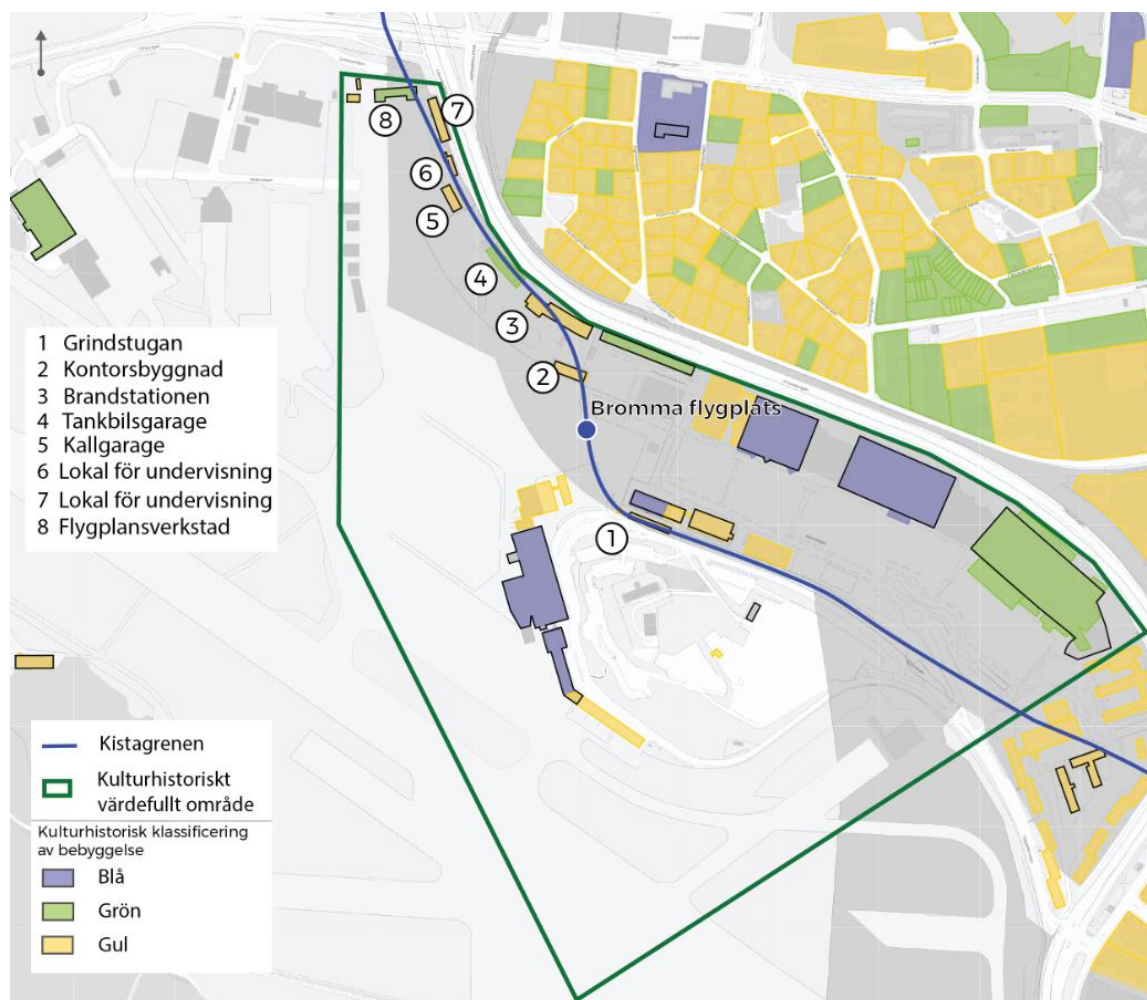 8
7
6
5
4
3
2
Bromma flygplats
1
1 Grindstugan
2 Kontorsbyggnad
3 Brandstationen
4 Tankbilsgarage
5 Kallgarage
6 Lokal för undervisning
7 Lokal för undervisning
8 Flygplansverkstad
Kistagrenen
Kulturhistoriskt
värdefullt område
Kulturhistorisk klassificering
av bebyggelse
Blå
Grön
Gul